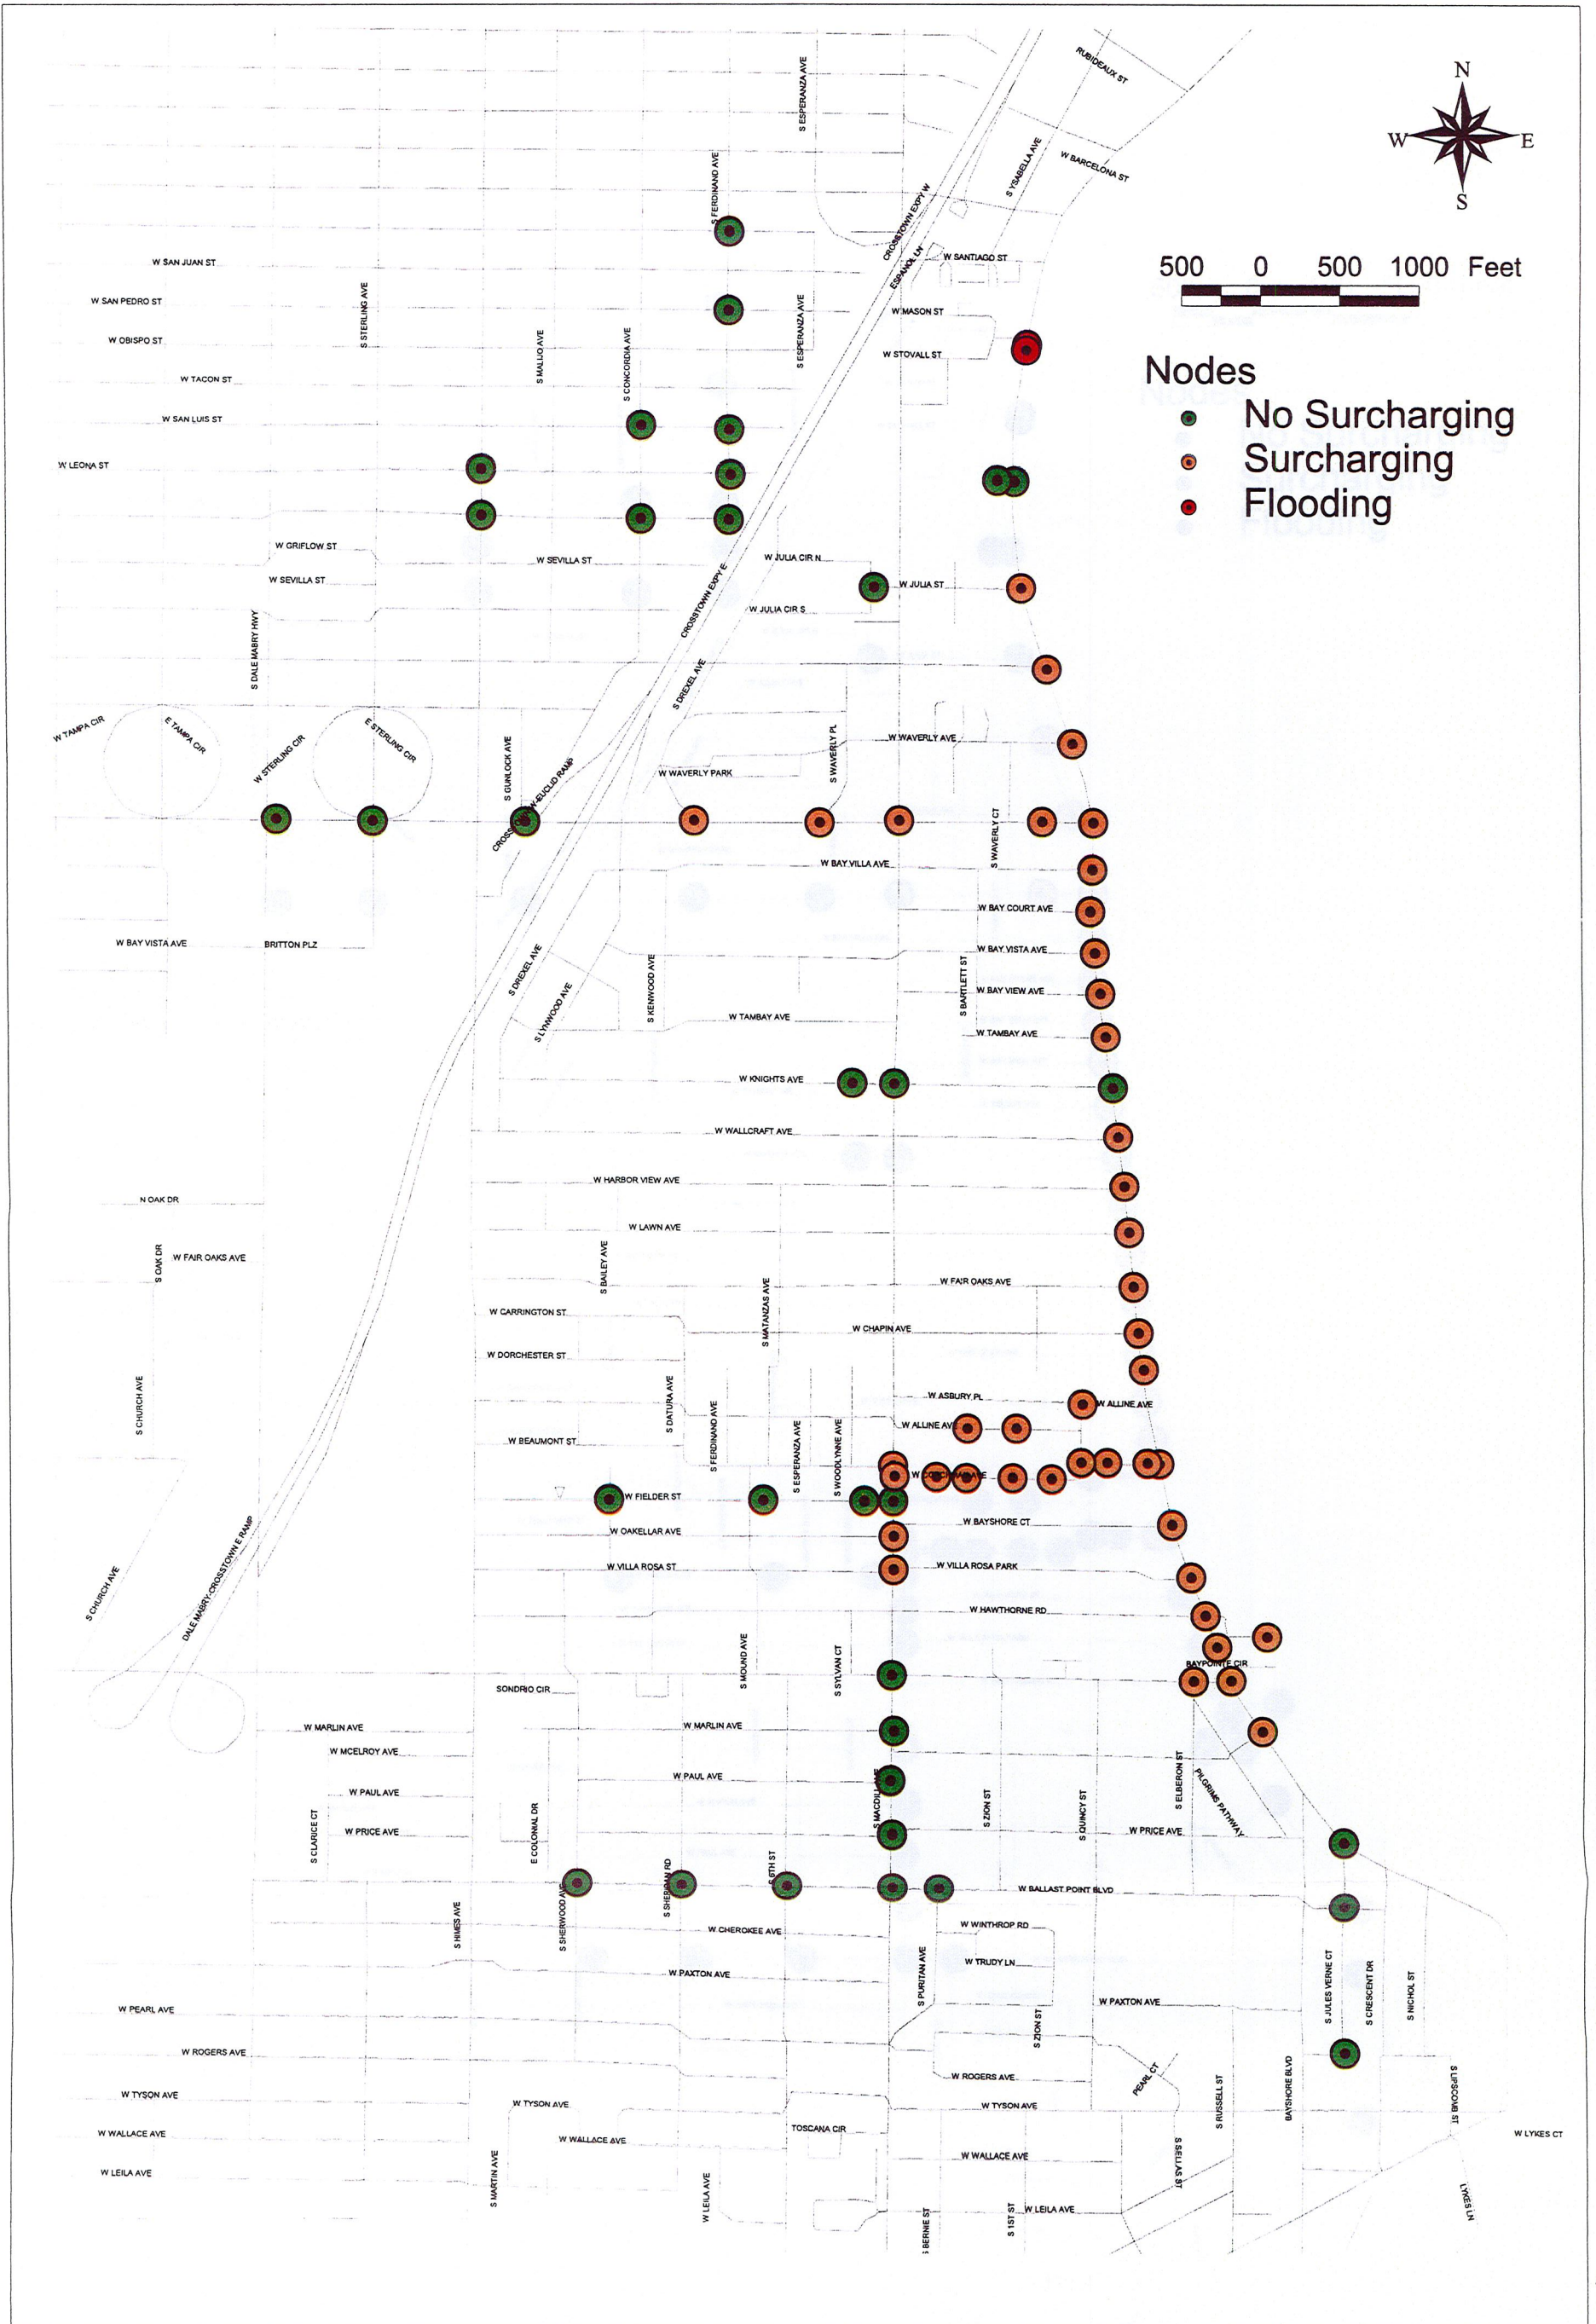 RUBIDEAUX ST
N
S ESPERANZA AVE
W
E
S YSABELLA AVE
W BARCELONA ST
S FERDINAND AVE
S
CROSSTOWN EXPY W
ESPANOL LN
W SANTIAGO ST
W SAN JUAN ST
500 0 500 1000 Feet
W SAN PEDRO ST
S STERLING AVE
S ESPERANZA AVE
W MASON ST
W OBISPO ST
S MALLIO AVE
S CONCORDIA AVE
W STOVALL ST
Nodes
W TACON ST
No Surcharging
W SAN LUIS ST
Surcharging
W LEONA ST
Flooding
W GRIFLOW ST
W SEVILLA ST
W JULIA CIR N
W SEVILLA ST
W JULIA ST
CROSSTOWN EXPY E
W JULIA CIR S
S DALE MABRY HWY
S DREXEL AVE
W TAMPA CIR
E TAMPA CIR
W STERLING CIR
E STERLING CIR
S GUNLOCK AVE
S WAVERLY PL
W WAVERLY AVE
W WAVERLY PARK
S WAVERLY CT
W BAY VILLA AVE
W BAY COURT AVE
W BAY VISTA AVE
BRITTON PLZ
W BAY VISTA AVE
S DREXEL AVE
S LYNWOOD AVE
S KENWOOD AVE
S BARTLETT ST
W BAY VIEW AVE
W TAMBAY AVE
W TAMBAY AVE
W KNIGHTS AVE
W WALLCRAFT AVE
W HARBOR VIEW AVE
N OAK DR
W LAWN AVE
S OAK DR
W FAIR OAKS AVE
S BAILEY AVE
W FAIR OAKS AVE
W CARRINGTON ST
S MATANZAS AVE
W CHAPIN AVE
W DORCHESTER ST
S CHURCH AVE
S DATURA AVE
W ASBURY PL
W ALLINE AVE
S FERDINAND AVE
S ESPERANZA AVE
S WOODLYNNE AVE
W ALLINE AV
W BEAUMONT ST
W FIELDER ST
W BAYSHORE CT
W OAKELLAR AVE
W VILLA ROSA ST
W VILLA ROSA PARK
S CHURCH AVE
DALE MABRY-CROSSTOWN E RAMP
W HAWTHORNE RD
S MOUND AVE
S SYLVAN CT
BAYPOINTE CIR
SONDRIO CIR
W MARLIN AVE
W MARLIN AVE
W MCELROY AVE
W PAUL AVE
W PAUL AVE
S ELBERON ST
PILGRIMS PATHWAY
S CLARICE CT
W PRICE AVE
E COLONIAL DR
S ZION ST
S QUINCY ST
W PRICE AVE
S SHERWOOD AVE
W BALLAST POINT BLVD
S HIMES AVE
W CHEROKEE AVE
W WINTHROP RD
W PAXTON AVE
S PURITAN AVE
W TRUDY LN
S JULES VERNE CT
S CRESCENT DR
S NICHOL ST
W PEARL AVE
W PAXTON AVE
S ZION ST
W ROGERS AVE
W ROGERS AVE
PEARL CT
S RUSSELL ST
BAYSHORE BLVD
S LIPSCOMB ST
W TYSON AVE
W TYSON AVE
W TYSON AVE
W WALLACE AVE
W WALLACE AVE
TOSCANA CIR
W LYKES CT
W WALLACE AVE
W LEILA AVE
S MARTIN AVE
W LEILA AVE
S SELLAS ST
S BERNIE ST
S 1ST ST
W LEILA AVE
LYKES LN